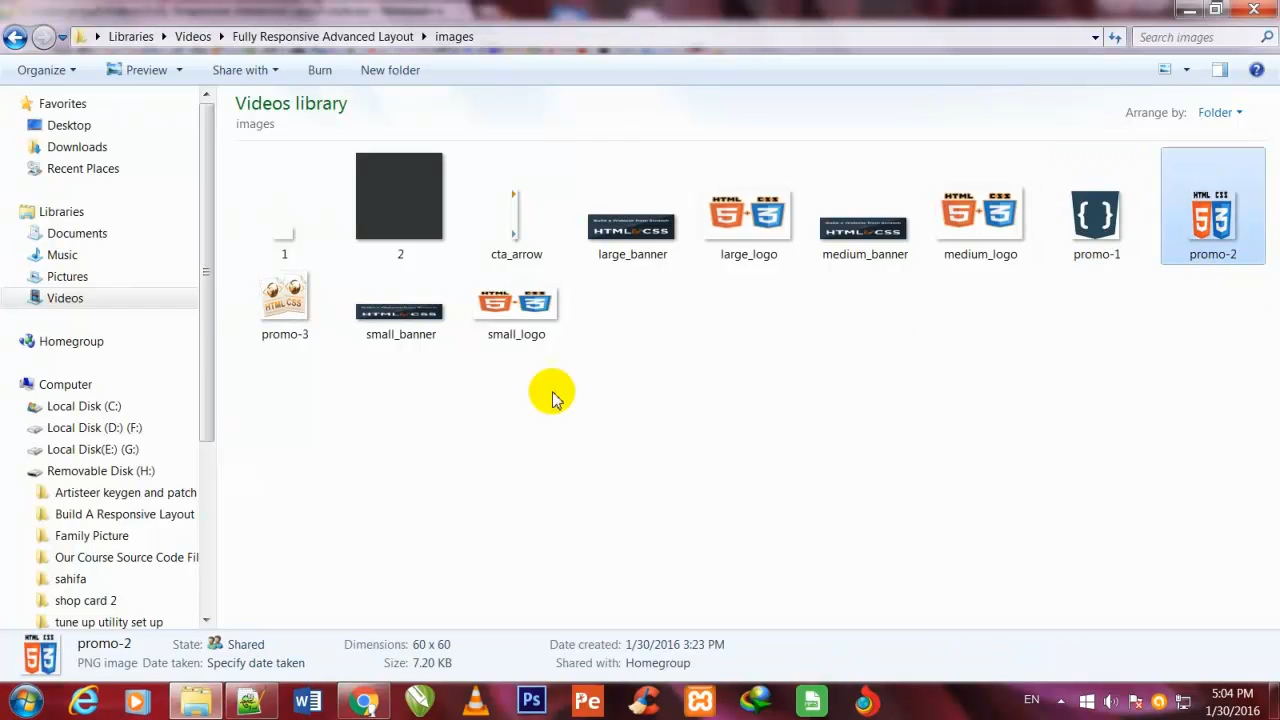 Libraries Videos Fully Responsive Advanced Layout images
Search images
Organize Preview Share with Burn New folder
Favorites
Desktop
Downloads
Recent Places
Libraries
Documents
Music
Pictures
Videos
Homegroup
Computer
Local Disk (C:)
Local Disk (D:) (F:)
Local Disk(E:) (G:)
Removable Disk (H:)
Artisteer keygen and patch
Build A Responsive Layout
Family Picture
Our Course Source Code Fil
sahifa
shop card 2
tune up utility set up
Videos library
images
Arrange by: Folder
1 2 cta_arrow large_banner large_logo medium_banner medium_logo promo-1 promo-2
promo-3 small_banner small_logo
promo-2 State: Shared Dimensions: 60 x 60 Date created: 1/30/2016 3:23 PM
PNG image Date taken: Specify date taken Size: 7.20 KB Shared with: Homegroup
EN
5:04 PM
1/30/2016